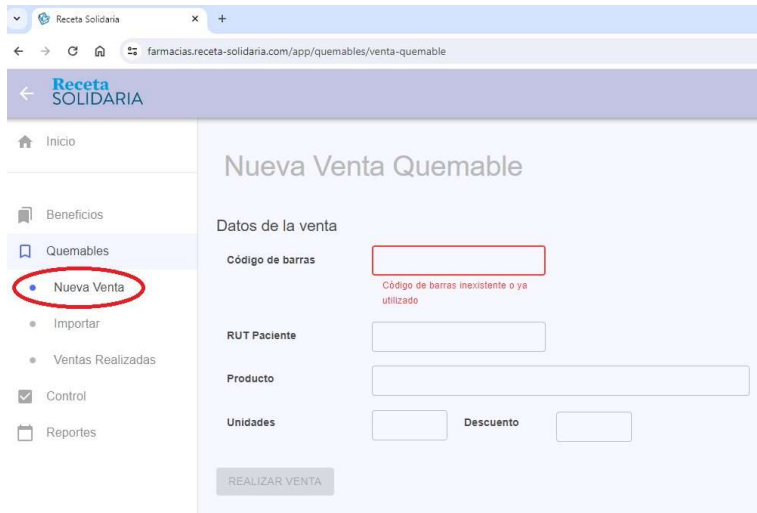 Receta Solidaria
farmacias.receta-solidaria.com/app/quemables/venta-quemable
Receta
SOLIDARIA
Inicio
Beneficios
Quemables
Nueva Venta
Importar
Ventas Realizadas
Control
Reportes
Nueva Venta Quemable
Datos de la venta
Código de barras
Código de barras inexistente o ya
utilizado
RUT Paciente
Producto
Unidades Descuento
REALIZAR VENTA